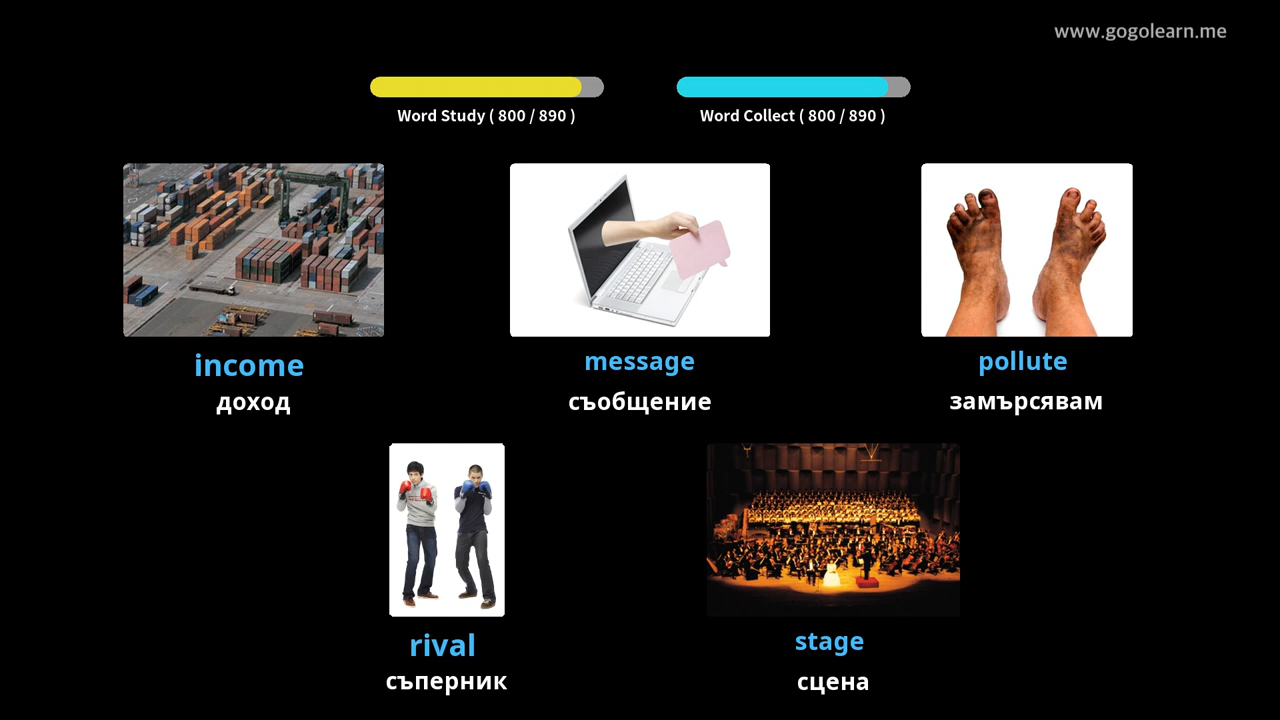 www.gogolearn.me
Word Study ( 800 / 890 )
Word Collect ( 800 / 890 )
income
message
pollute
доход
съобщение
замърсявам
rival
stage
съперник
сцена